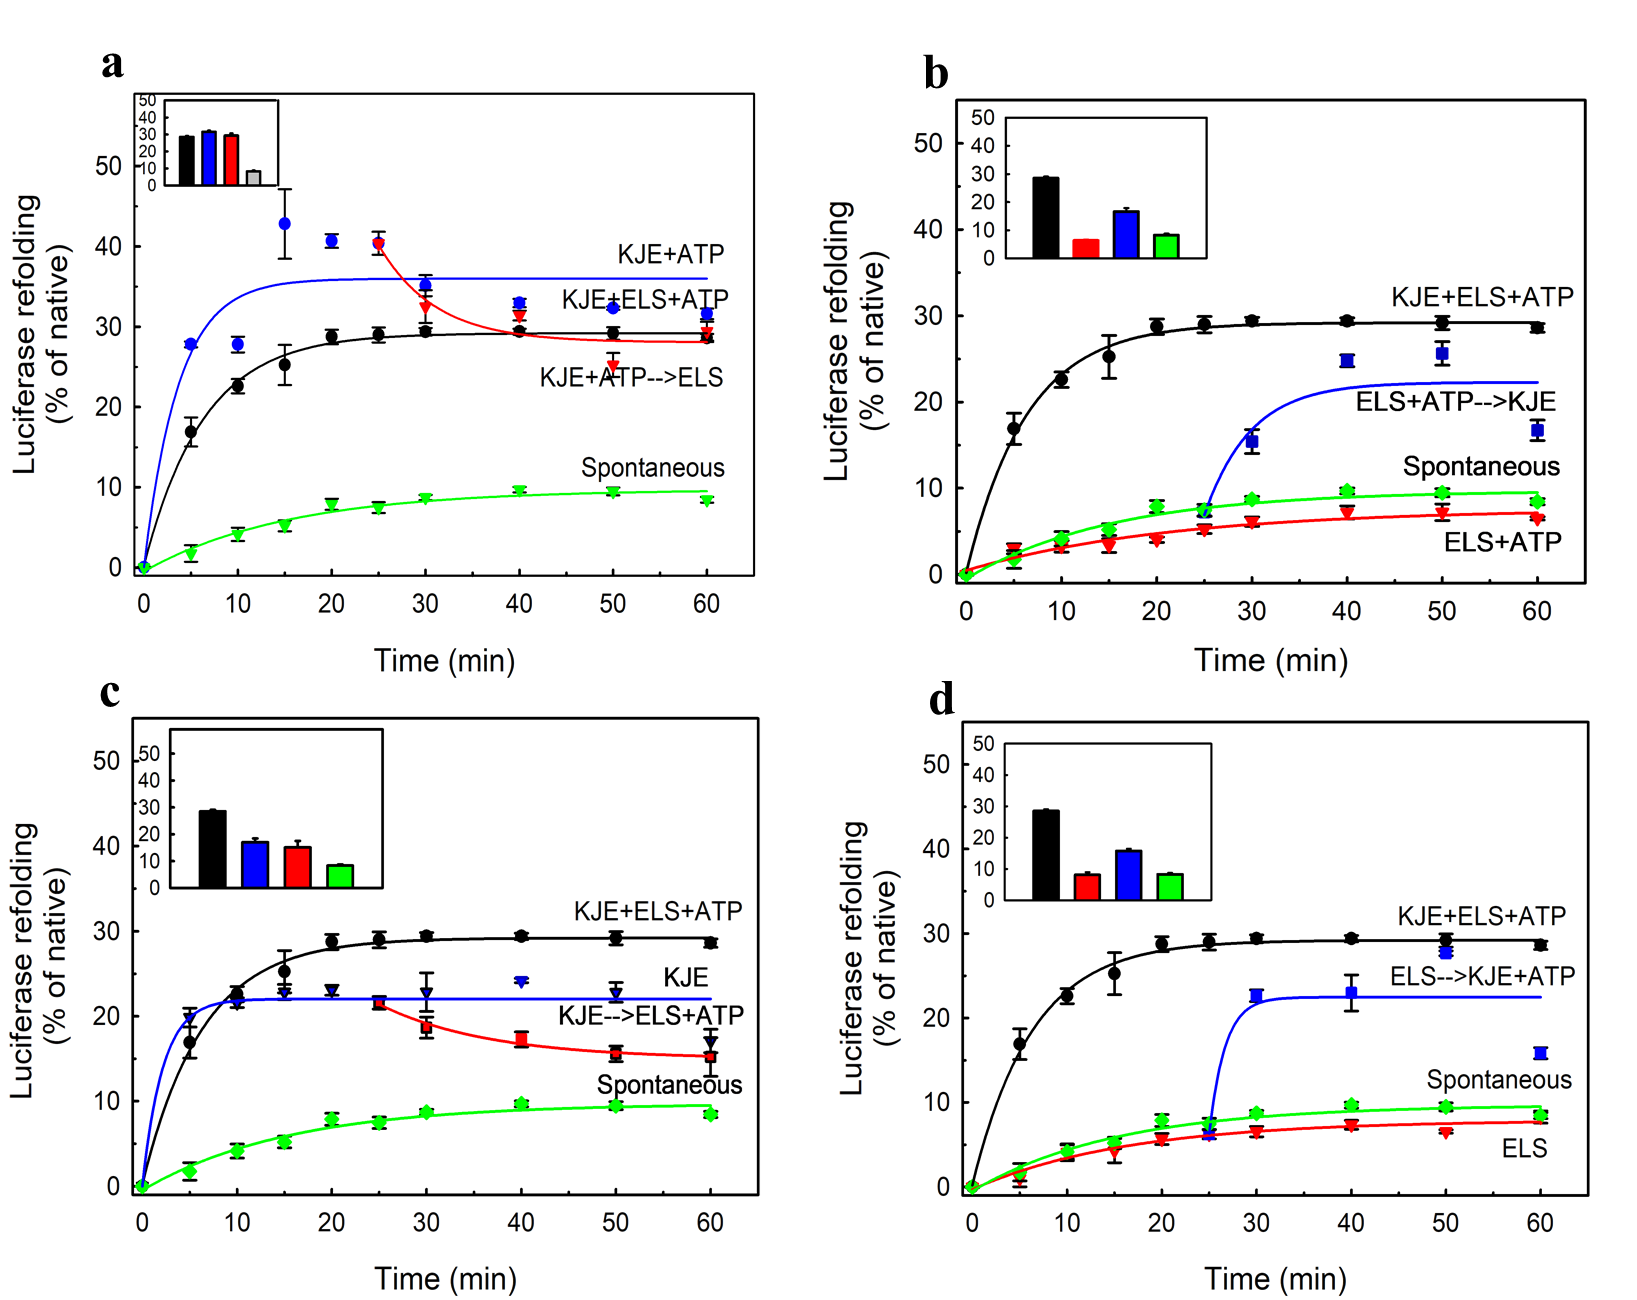 a
Luciferase refolding
(% of native)
50
40
30
20
10
0
50
40
30
20
10
0
KJE+ATP
KJE+ELS+ATP
KJE+ATP-->ELS
Spontaneous
0 10 20 30 40 50 60
Time (min)
b
Luciferase refolding
(% of native)
50
40
30
20
10
0
50
40
30
20
10
0
KJE+ELS+ATP
ELS+ATP-->KJE
Spontaneous
ELS+ATP
0 10 20 30 40 50 60
Time (min)
c
Luciferase refolding
(% of native)
50
40
30
20
10
0
50
40
30
20
10
0
KJE+ELS+ATP
KJE
KJE-->ELS+ATP
Spontaneous
0 10 20 30 40 50 60
Time (min)
d
Luciferase refolding
(% of native)
50
40
30
20
10
0
50
40
30
20
10
0
KJE+ELS+ATP
ELS-->KJE+ATP
Spontaneous
ELS
0 10 20 30 40 50 60
Time (min)